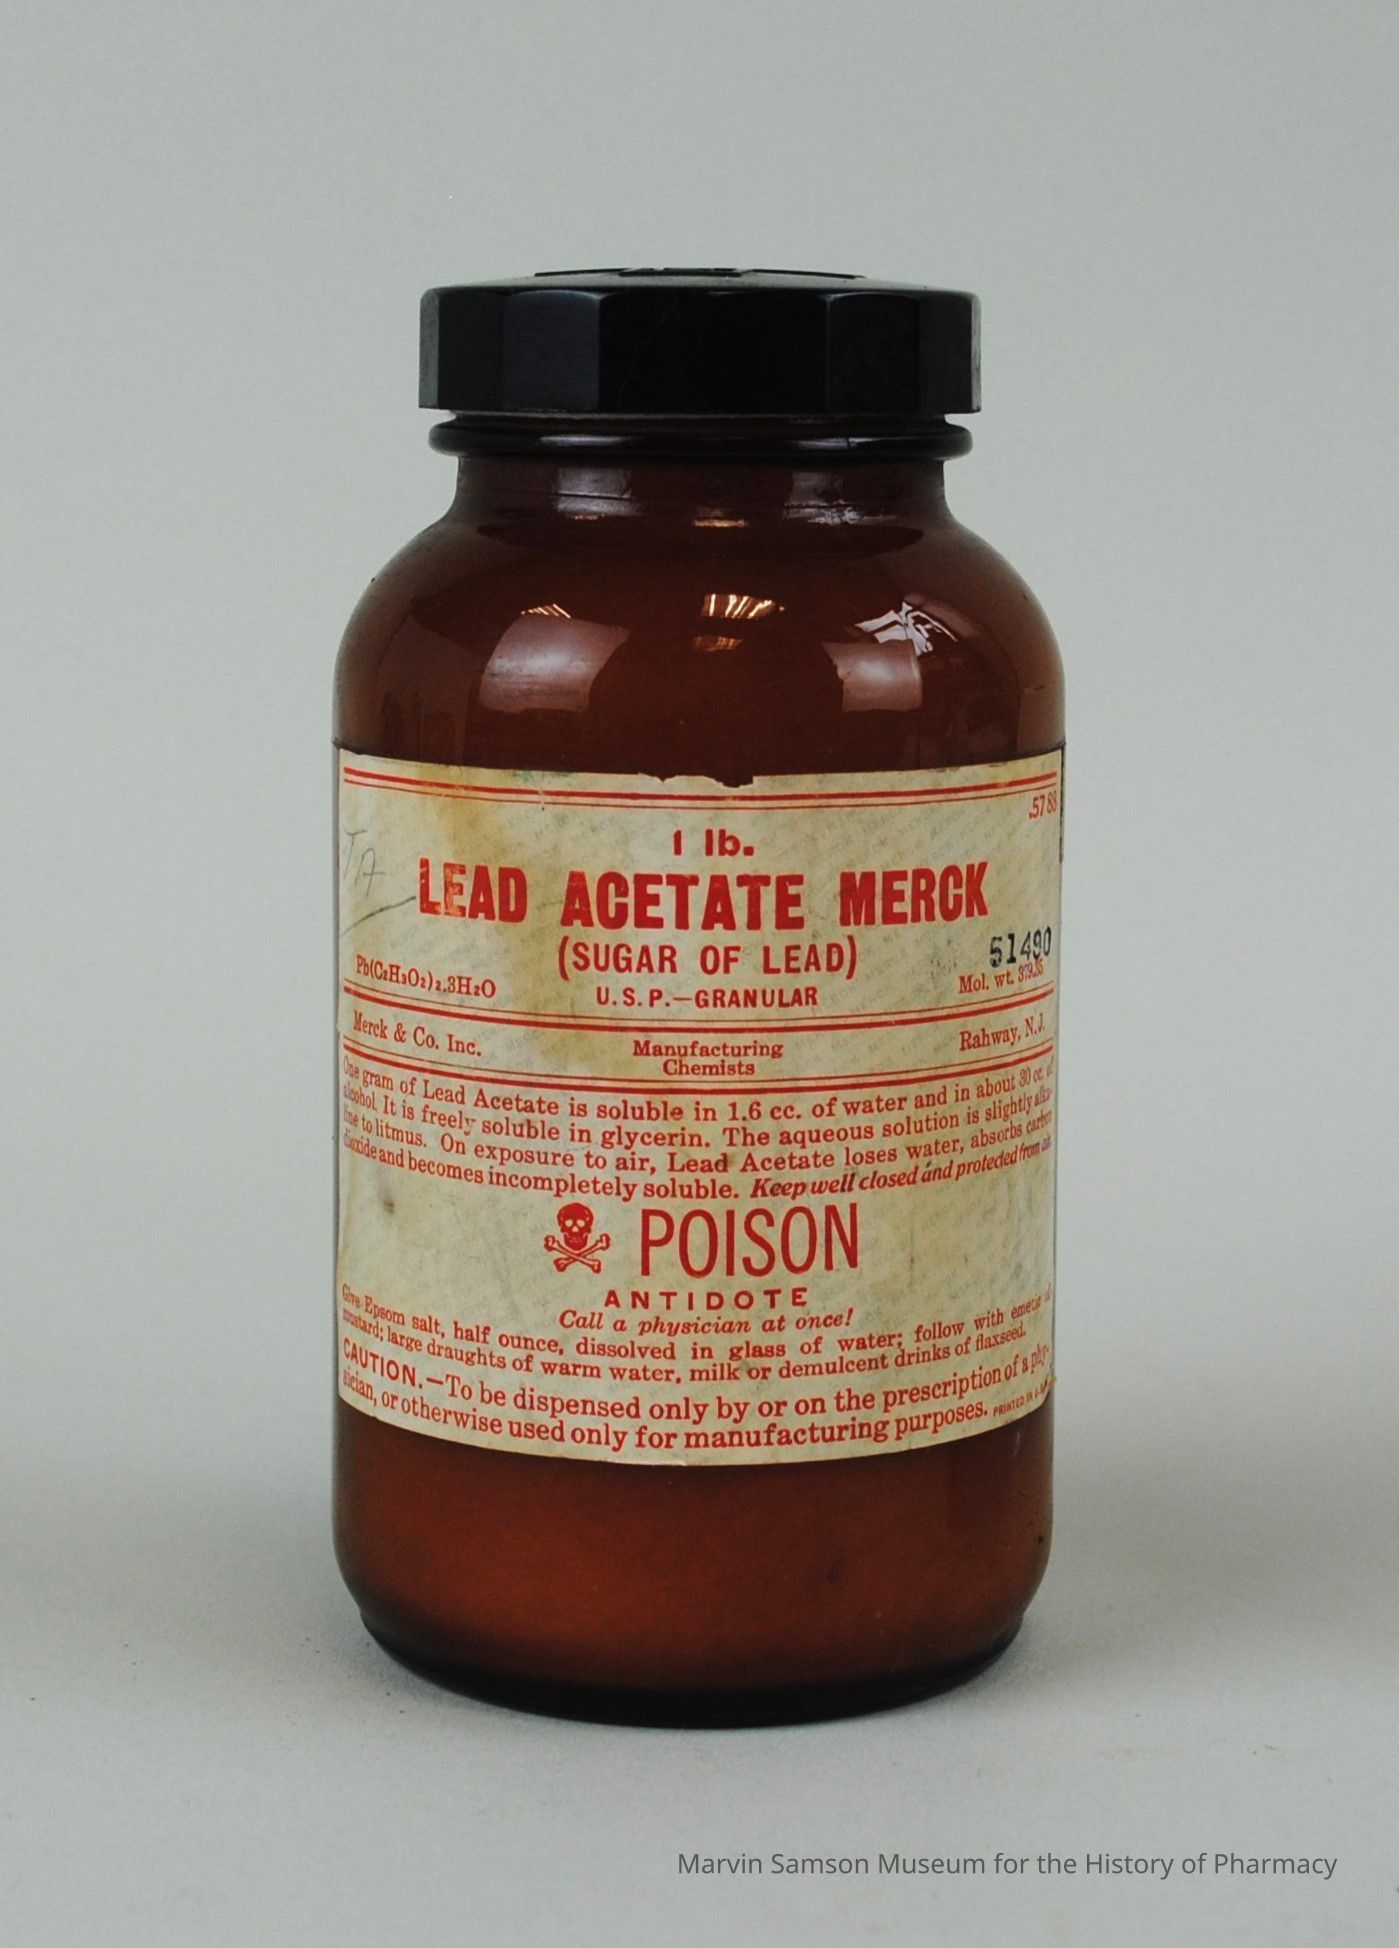 .5788
1 lb.
LEAD ACETATE MERCK
(SUGAR OF LEAD)
51490
Pb(C₂H₃O₂)₂.3H₂O
U.S.P.—GRANULAR
Mol. wt.
Merck & Co. Inc.
Manufacturing
Chemists
Rahway, N.J.
One gram of Lead Acetate is soluble in 1.6 cc. of water and in about 30 cc. of
alcohol. It is freely soluble in glycerin. The aqueous solution is slightly alka-
line to litmus. On exposure to air, Lead Acetate loses water, absorbs carbon
dioxide and becomes incompletely soluble. Keep well closed and protected from air.
POISON
ANTIDOTE
Call a physician at once!
Give Epsom salt, half ounce, dissolved in glass of water; follow with emetic of
mustard; large draughts of warm water, milk or demulcent drinks of flaxseed.
CAUTION.—To be dispensed only by or on the prescription of a phy-
sician, or otherwise used only for manufacturing purposes. PRINTED IN U.S.A.
Marvin Samson Museum for the History of Pharmacy